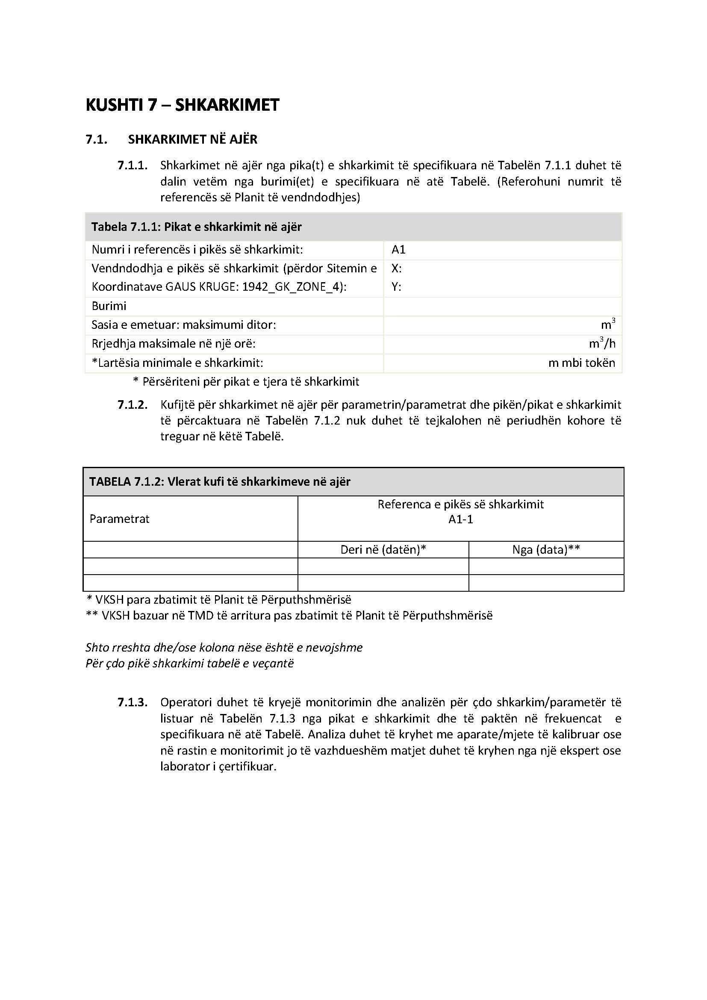 KUSHTI 7 – SHKARKIMET
7.1. SHKARKIMET NË AJËR
7.1.1. Shkarkimet në ajër nga pika(t) e shkarkimit të specifikuara në Tabelën 7.1.1 duhet të
dalin vetëm nga burimi(et) e specifikuara në atë Tabelë. (Referohuni numrit të
referencës së Planit të vendndodhjes)
Tabela 7.1.1: Pikat e shkarkimit në ajër
Numri i referencës i pikës së shkarkimit: A1
Vendndodhja e pikës së shkarkimit (përdor Sitemin e X:
Koordinatave GAUS KRUGE: 1942_GK_ZONE_4): Y:
Burimi
Sasia e emetuar: maksimumi ditor: m³
Rrjedhja maksimale në një orë: m³/h
*Lartësia minimale e shkarkimit: m mbi tokën
* Përsëriteni për pikat e tjera të shkarkimit
7.1.2. Kufijtë për shkarkimet në ajër për parametrin/parametrat dhe pikën/pikat e shkarkimit
të përcaktuara në Tabelën 7.1.2 nuk duhet të tejkalohen në periudhën kohore të
treguar në këtë Tabelë.
TABELA 7.1.2: Vlerat kufi të shkarkimeve në ajër
Referenca e pikës së shkarkimit
Parametrat A1-1
Deri në (datën)* Nga (data)**
* VKSH para zbatimit të Planit të Përputhshmërisë
** VKSH bazuar në TMD të arritura pas zbatimit të Planit të Përputhshmërisë
Shto rreshta dhe/ose kolona nëse është e nevojshme
Për çdo pikë shkarkimi tabelë e veçantë
7.1.3. Operatori duhet të kryejë monitorimin dhe analizën për çdo shkarkim/parametër të
listuar në Tabelën 7.1.3 nga pikat e shkarkimit dhe të paktën në frekuencat e
specifikuara në atë Tabelë. Analiza duhet të kryhet me aparate/mjete të kalibruar ose
në rastin e monitorimit jo të vazhdueshëm matjet duhet të kryhen nga një ekspert ose
laborator i çertifikuar.